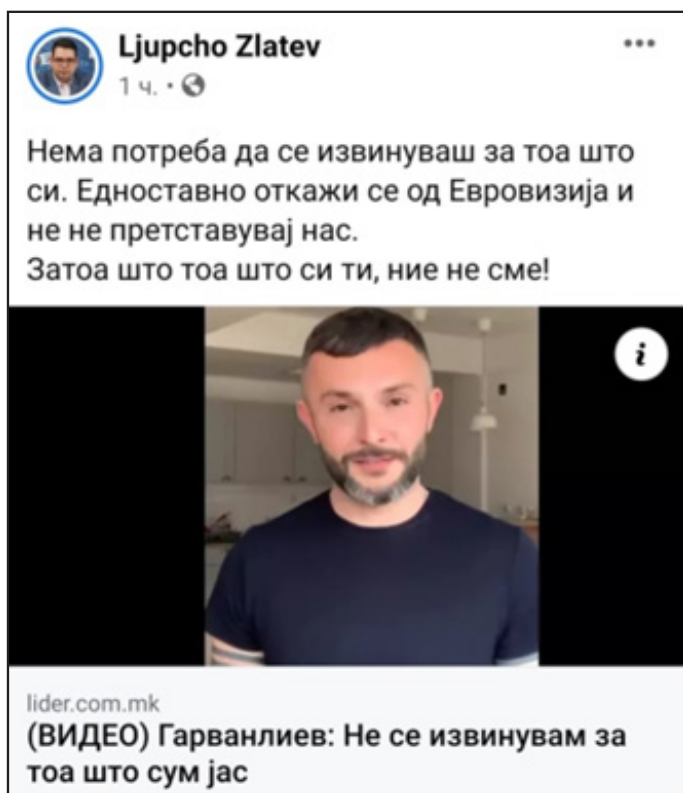 Ljupcho Zlatev
1 ч.
Нема потреба да се извинуваш за тоа што
си. Едноставно откажи се од Евровизија и
не не претставувај нас.
Затоа што тоа што си ти, ние не сме!
i
lider.com.mk
(ВИДЕО) Гарванлиев: Не се извинувам за
тоа што сум јас